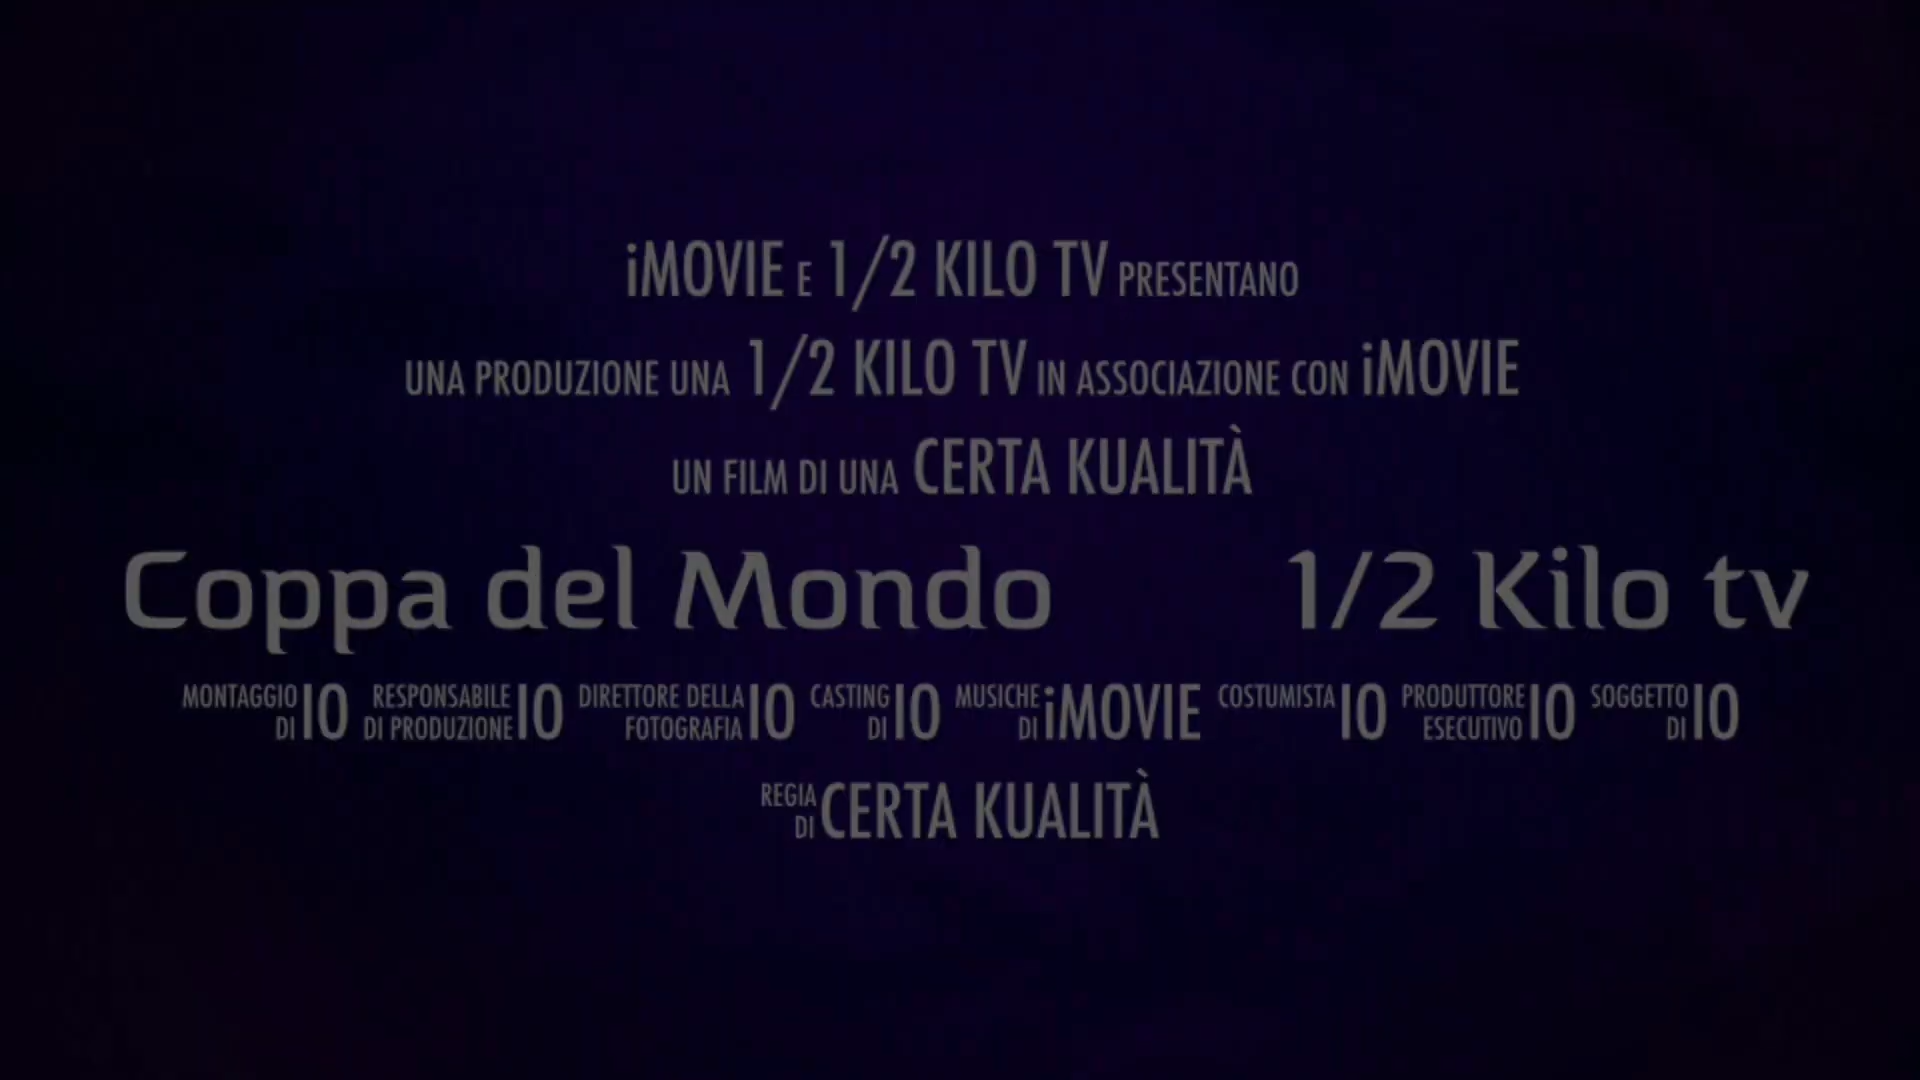 iMOVIE E 1/2 KILO TV PRESENTANO
UNA PRODUZIONE UNA 1/2 KILO TV IN ASSOCIAZIONE CON iMOVIE
UN FILM DI UNA CERTA KUALITÀ
Coppa del Mondo 1/2 Kilo tv
MONTAGGIO DI IO RESPONSABILE DI PRODUZIONE IO DIRETTORE DELLA FOTOGRAFIA IO CASTING DI IO MUSICHE DI iMOVIE COSTUMISTA IO PRODUTTORE ESECUTIVO IO SOGGETTO DI IO
REGIA DI CERTA KUALITÀ